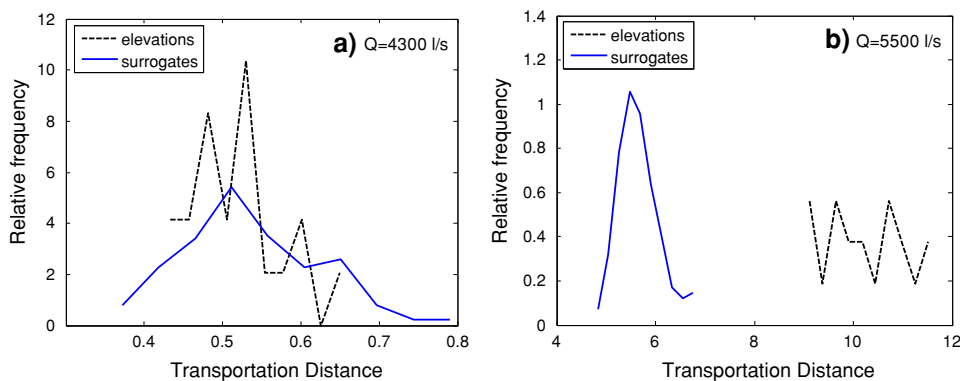 12
10
8
6
4
2
0
0.4
0.5
0.6
0.7
0.8
Relative frequency
Transportation Distance
elevations
surrogates
a) Q=4300 l/s
1.4
1.2
1
0.8
0.6
0.4
0.2
0
4
6
8
10
12
Relative frequency
Transportation Distance
elevations
surrogates
b) Q=5500 l/s